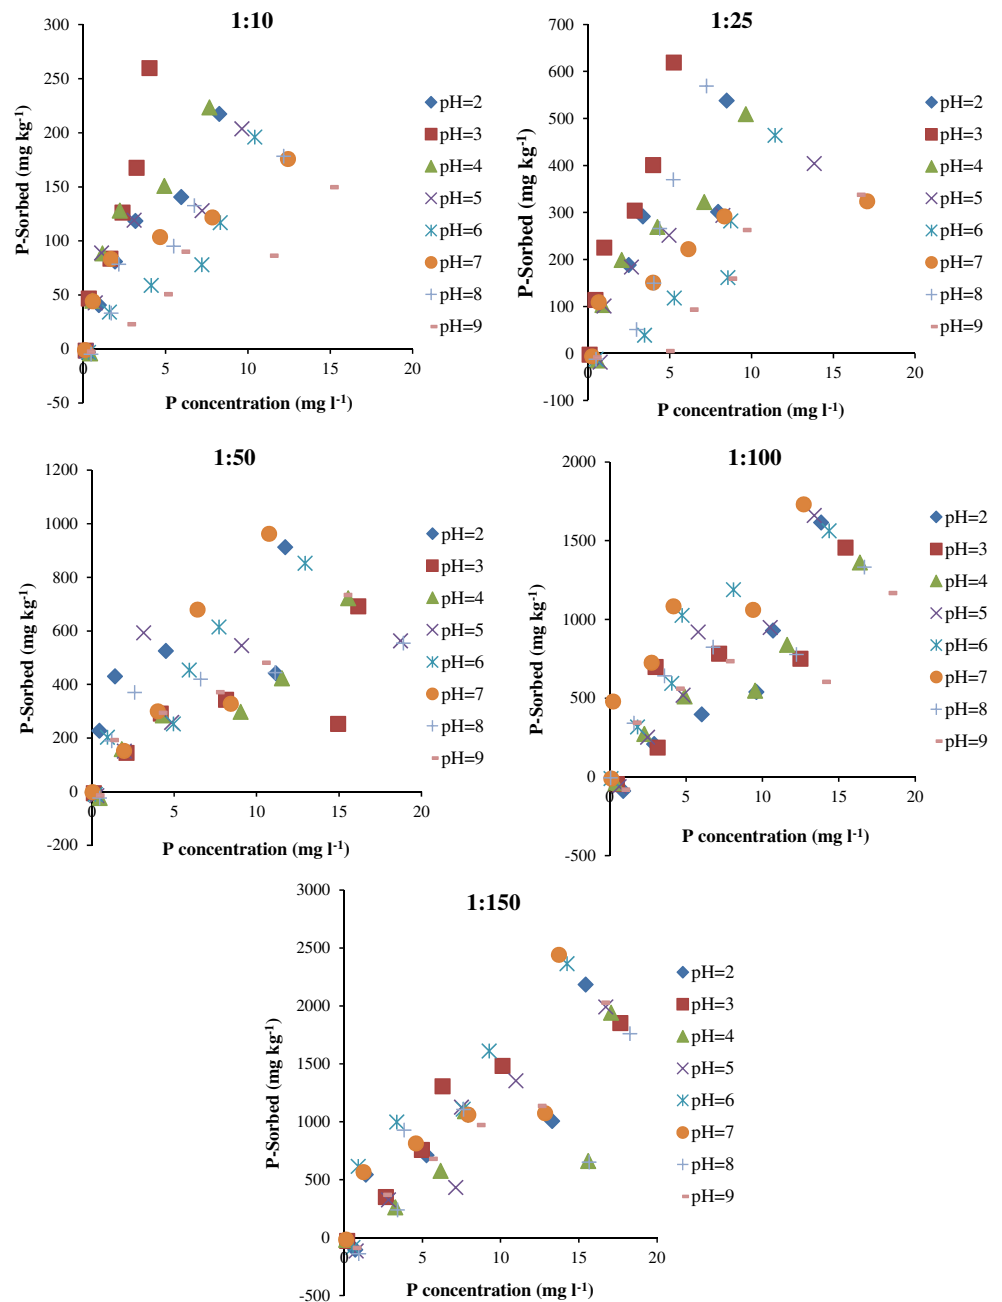 1:10
300
250
200
150
100
50
0
-50
0
5
10
15
20
P-Sorbed (mg kg-1)
P concentration (mg l-1)
pH=2
pH=3
pH=4
pH=5
pH=6
pH=7
pH=8
pH=9
1:25
700
600
500
400
300
200
100
0
-100
0
5
10
15
20
P-Sorbed (mg kg-1)
P concentration (mg l-1)
pH=2
pH=3
pH=4
pH=5
pH=6
pH=7
pH=8
pH=9
1:50
1200
1000
800
600
400
200
0
-200
0
5
10
15
20
P-Sorbed (mg kg-1)
P concentration (mg l-1)
pH=2
pH=3
pH=4
pH=5
pH=6
pH=7
pH=8
pH=9
1:100
2000
1500
1000
500
0
-500
0
5
10
15
20
P-Sorbed (mg kg-1)
P concentration (mg l-1)
pH=2
pH=3
pH=4
pH=5
pH=6
pH=7
pH=8
pH=9
1:150
3000
2500
2000
1500
1000
500
0
-500
0
5
10
15
20
P-Sorbed (mg kg-1)
P concentration (mg l-1)
pH=2
pH=3
pH=4
pH=5
pH=6
pH=7
pH=8
pH=9